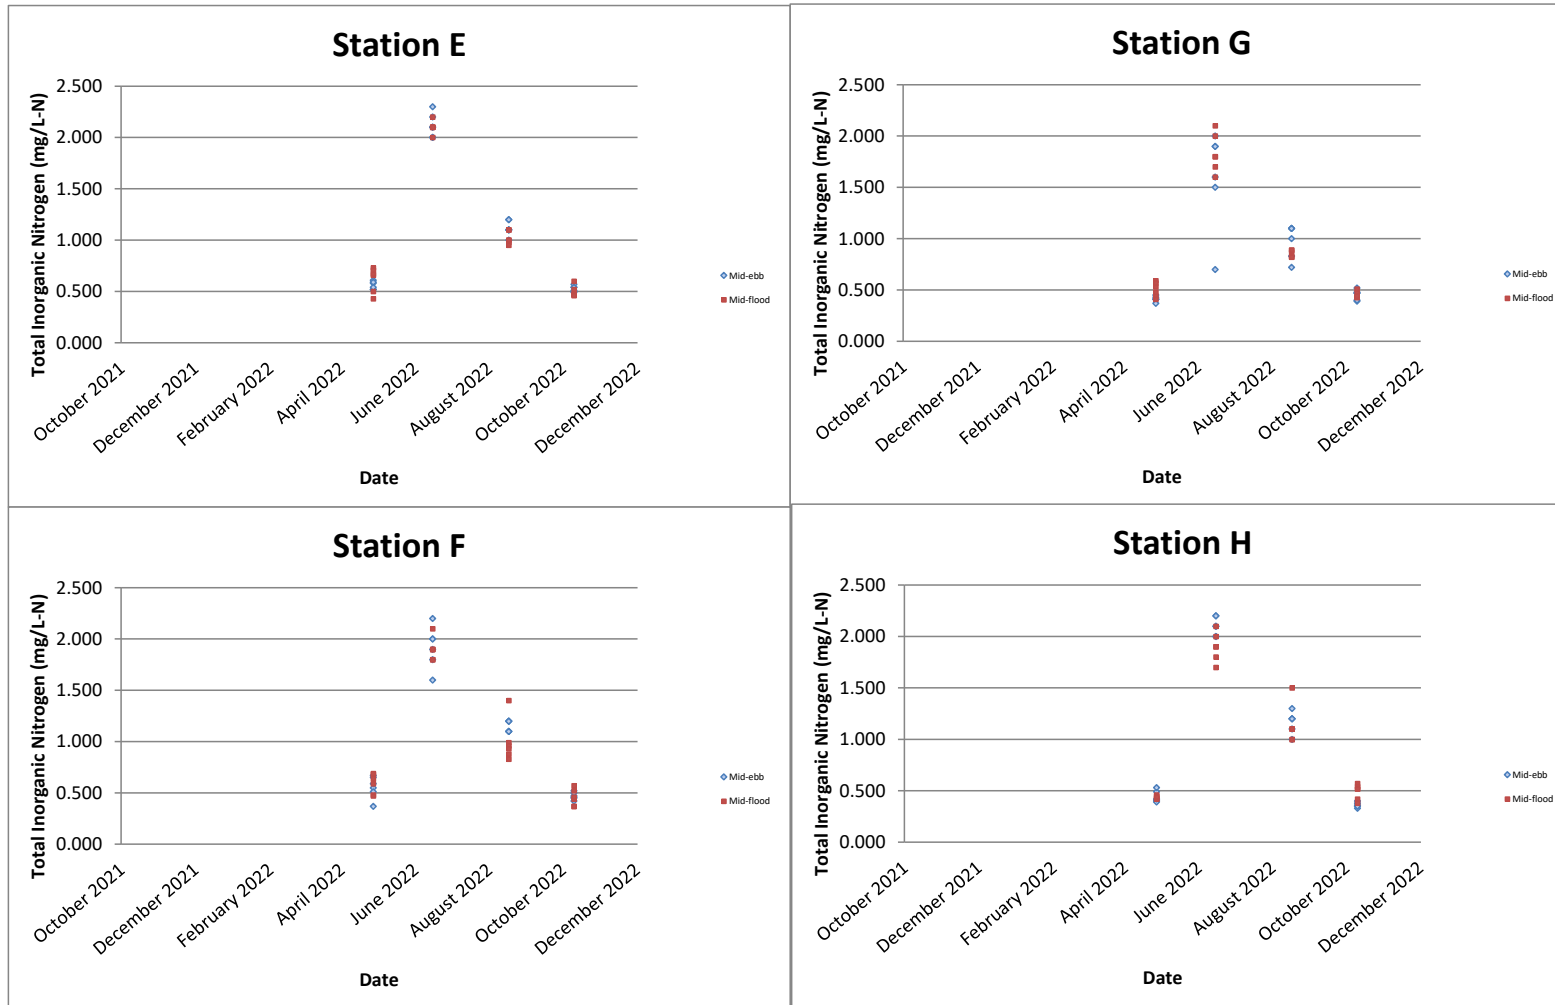 Station E
Total Inorganic Nitrogen (mg/L-N)
2.500
2.000
1.500
1.000
0.500
0.000
October 2021
December 2021
February 2022
April 2022
June 2022
August 2022
October 2022
December 2022
Date
Mid-ebb
Mid-flood
Station G
Total Inorganic Nitrogen (mg/L-N)
2.500
2.000
1.500
1.000
0.500
0.000
October 2021
December 2021
February 2022
April 2022
June 2022
August 2022
October 2022
December 2022
Date
Mid-ebb
Mid-flood
Station F
Total Inorganic Nitrogen (mg/L-N)
2.500
2.000
1.500
1.000
0.500
0.000
October 2021
December 2021
February 2022
April 2022
June 2022
August 2022
October 2022
December 2022
Date
Mid-ebb
Mid-flood
Station H
Total Inorganic Nitrogen (mg/L-N)
2.500
2.000
1.500
1.000
0.500
0.000
October 2021
December 2021
February 2022
April 2022
June 2022
August 2022
October 2022
December 2022
Date
Mid-ebb
Mid-flood